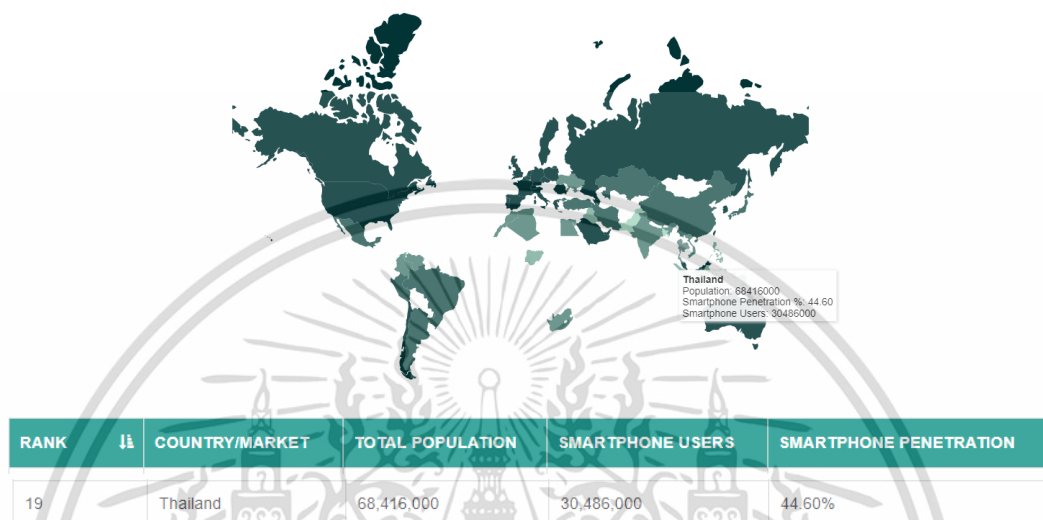 Thailand
Population: 68416000
Smartphone Penetration %: 44.60
Smartphone Users: 30486000
RANK COUNTRY/MARKET TOTAL POPULATION SMARTPHONE USERS SMARTPHONE PENETRATION
19 Thailand 68,416,000 30,486,000 44.60%